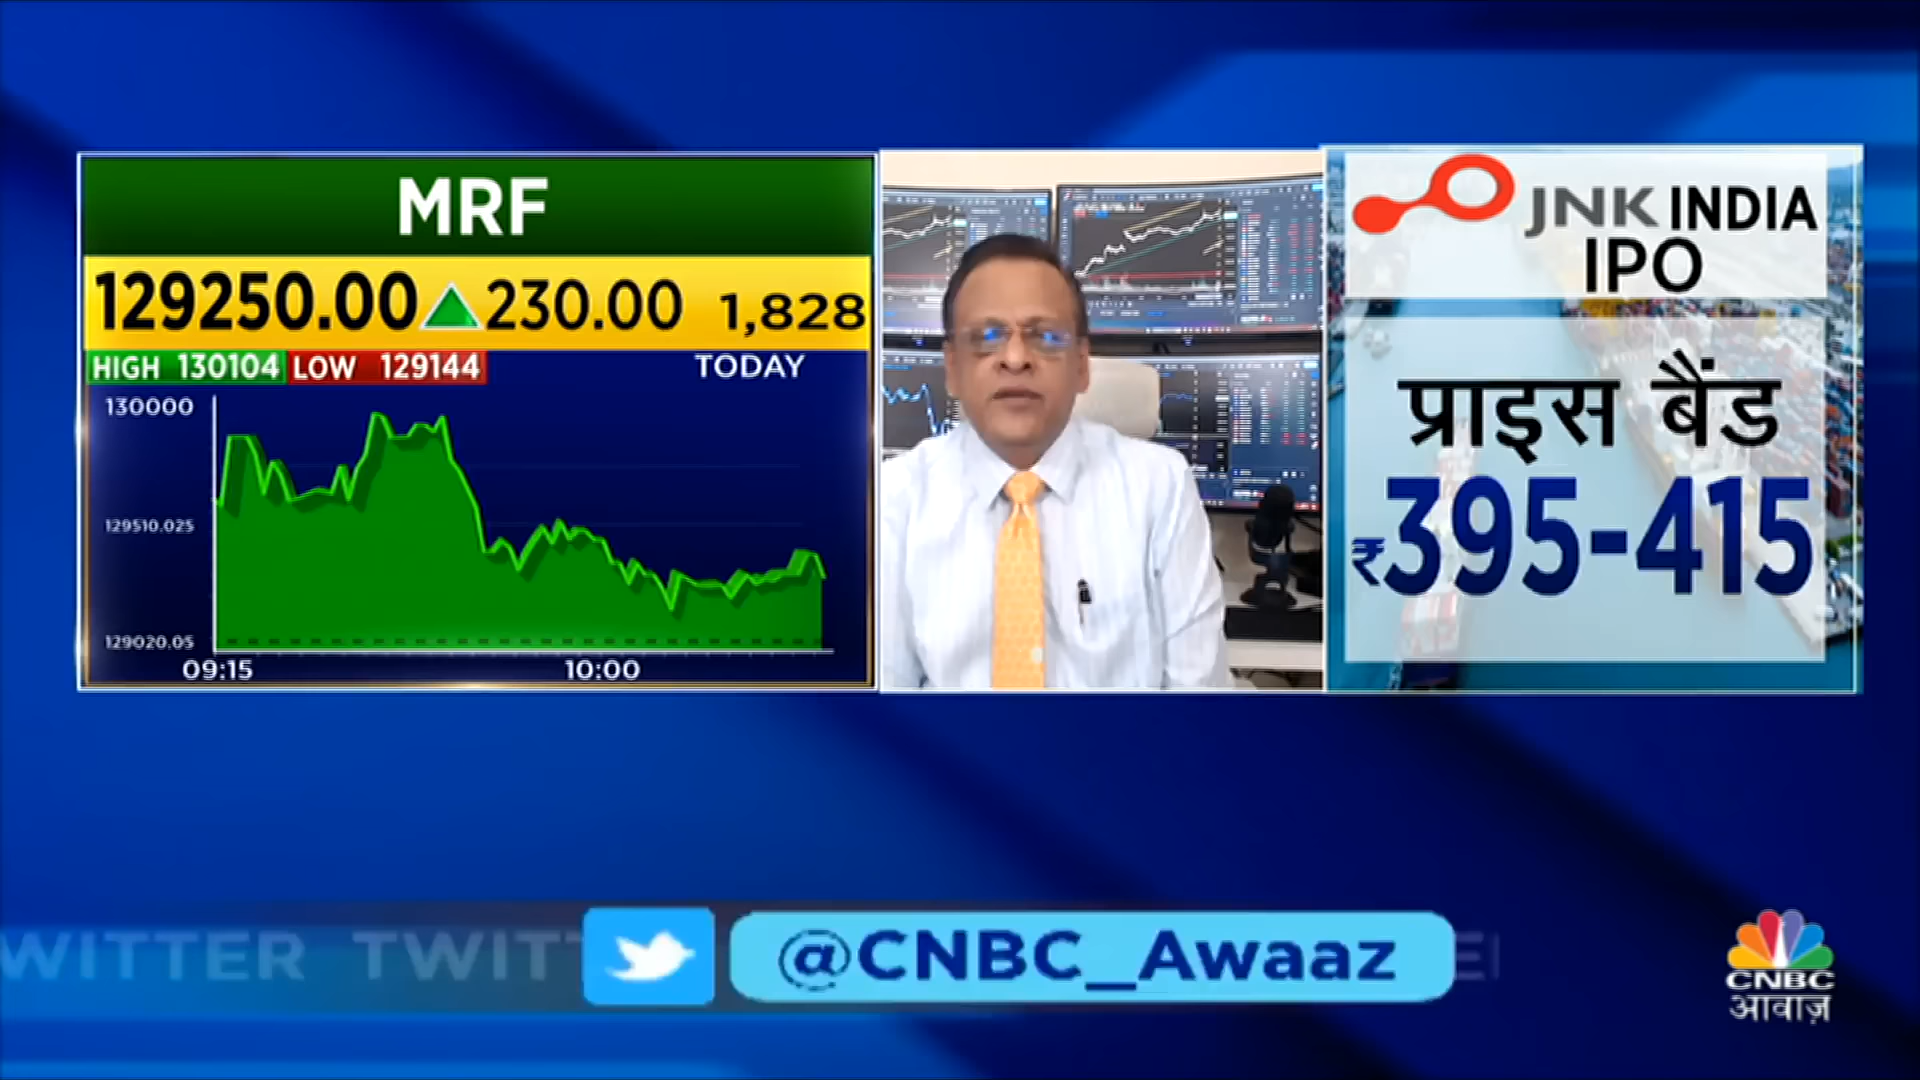 MRF
129250.00 230.00 1,828
HIGH 130104 LOW 129144 TODAY
130000
129510.025
129020.05
09:15 10:00
JNK INDIA
IPO
प्राइस बैंड
₹395-415
WITTER TWIT @CNBC_Awaaz
CNBC
आवाज़